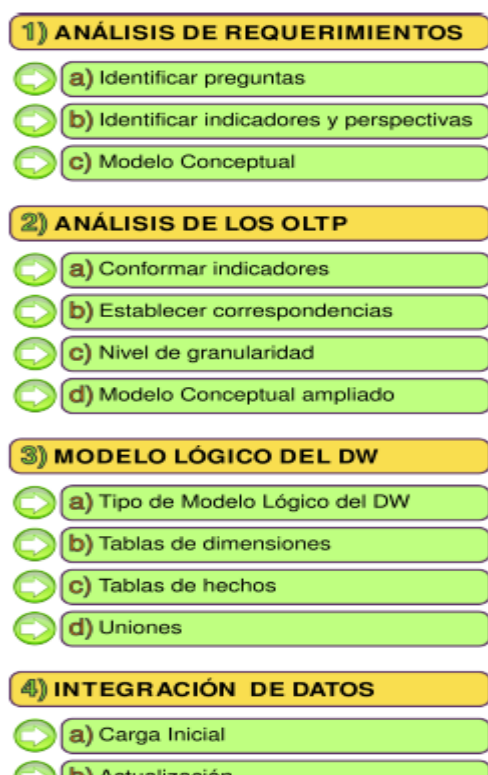 1) ANÁLISIS DE REQUERIMIENTOS
a) Identificar preguntas
b) Identificar indicadores y perspectivas
c) Modelo Conceptual
2) ANÁLISIS DE LOS OLTP
a) Conformar indicadores
b) Establecer correspondencias
c) Nivel de granularidad
d) Modelo Conceptual ampliado
3) MODELO LÓGICO DEL DW
a) Tipo de Modelo Lógico del DW
b) Tablas de dimensiones
c) Tablas de hechos
d) Uniones
4) INTEGRACIÓN DE DATOS
a) Carga Inicial
b) Actualización